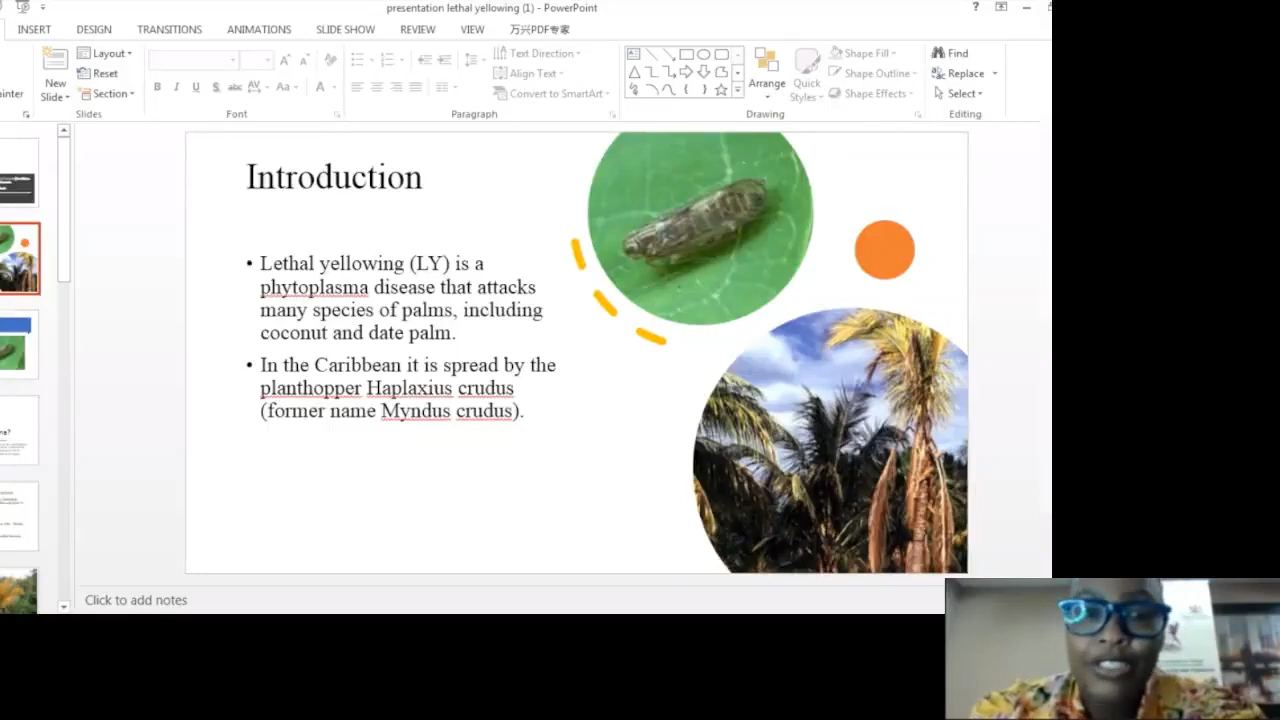 presentation lethal yellowing (1) - PowerPoint
?
INSERT DESIGN TRANSITIONS ANIMATIONS SLIDE SHOW REVIEW VIEW 万兴PDF专家
Layout
Reset
Section
New
Slide
B I U S abc AV Aa A
Text Direction
Align Text
Convert to SmartArt
Arrange
Quick
Styles
Shape Fill
Shape Outline
Shape Effects
Find
Replace
Select
inter
Slides Font Paragraph Drawing Editing
Introduction
• Lethal yellowing (LY) is a
phytoplasma disease that attacks
many species of palms, including
coconut and date palm.
• In the Caribbean it is spread by the
planthopper Haplaxius crudus
(former name Myndus crudus).
Click to add notes